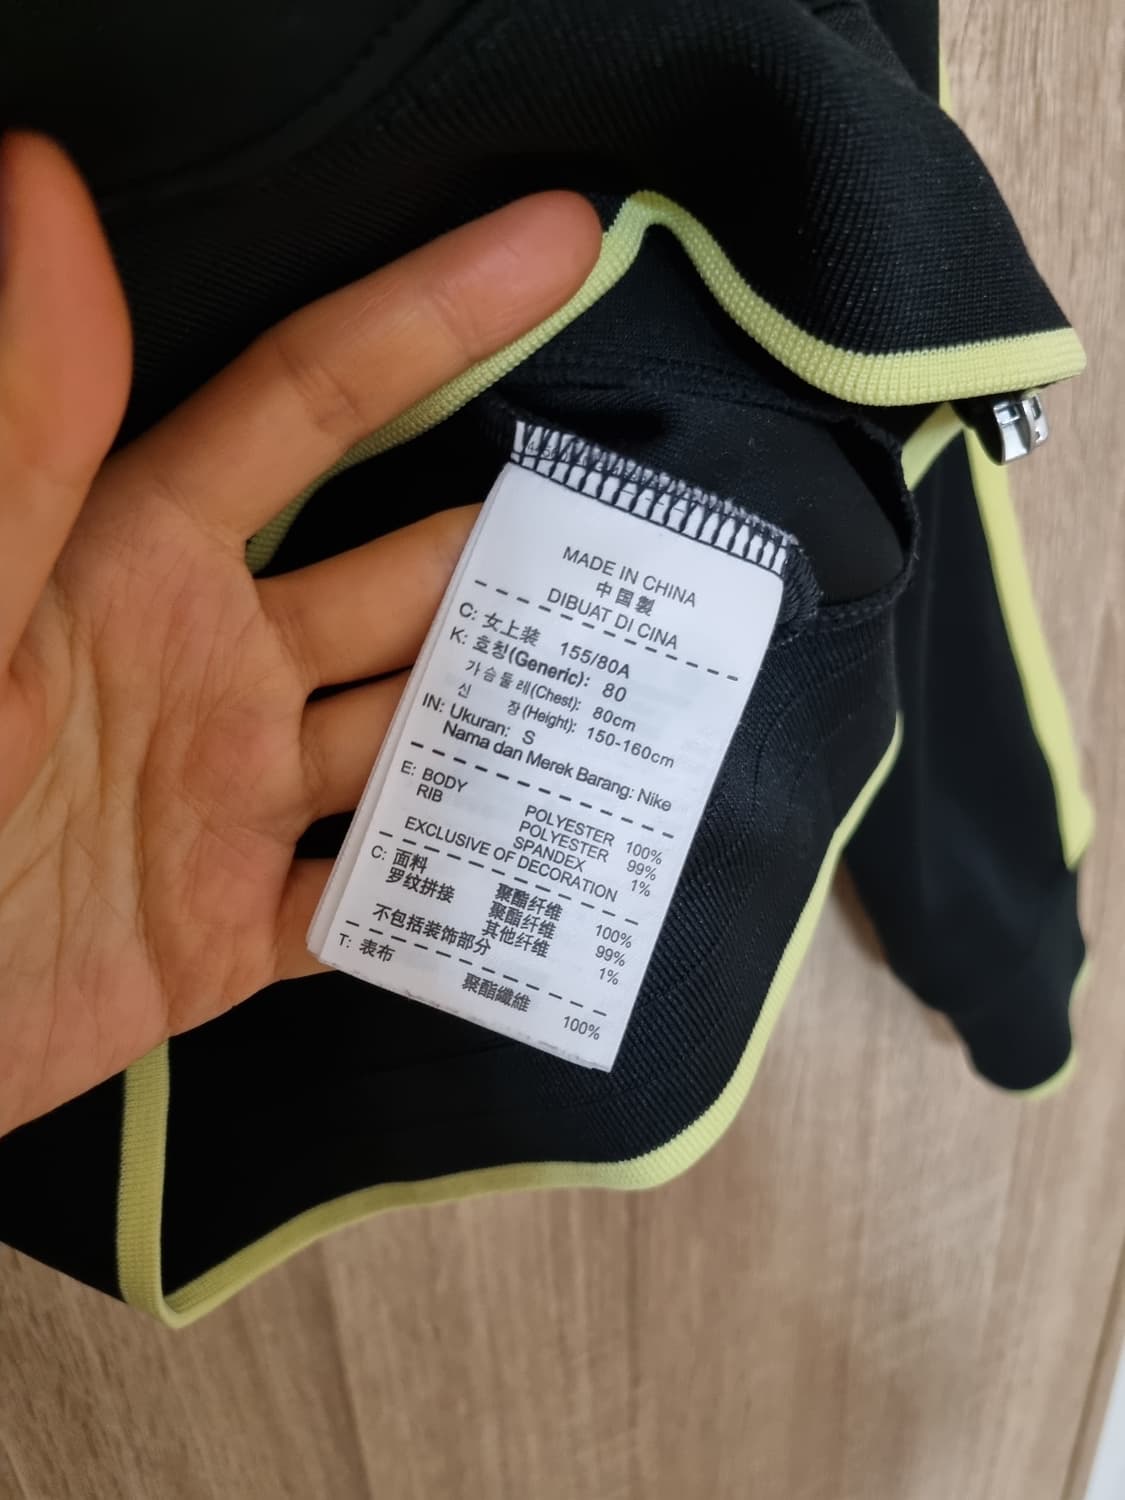 MADE IN CHINA
中国製
DIBUAT DI CINA
C: 女上装 155/80A
K: 호칭(Generic): 80
가슴둘레(Chest): 80cm
신 장(Height): 150-160cm
IN: Ukuran: S
Nama dan Merek Barang: Nike
E: BODY POLYESTER 100%
RIB POLYESTER 99%
SPANDEX 1%
EXCLUSIVE OF DECORATION
C: 面料 聚酯纤维 100%
罗纹拼接 聚酯纤维 99%
其他纤维 1%
不包括装饰部分
T: 表布 聚酯纖維 100%